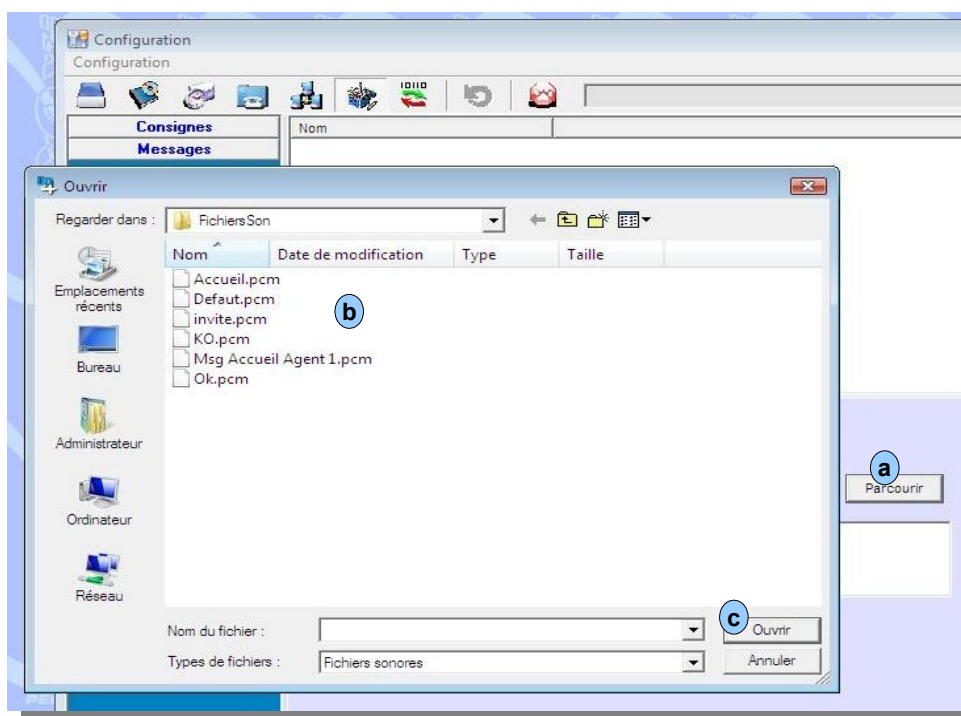 Configuration
Configuration
Consignes
Nom
Messages
Ouvrir
Regarder dans :
FichiersSon
Nom Date de modification Type Taille
Accueil.pcm
Defaut.pcm
invite.pcm
KO.pcm
Msg Accueil Agent 1.pcm
Ok.pcm
b
Emplacements
récents
Bureau
Administrateur
Ordinateur
Réseau
a
Parcourir
Nom du fichier :
c
Ouvrir
Types de fichiers :
Fichiers sonores
Annuler